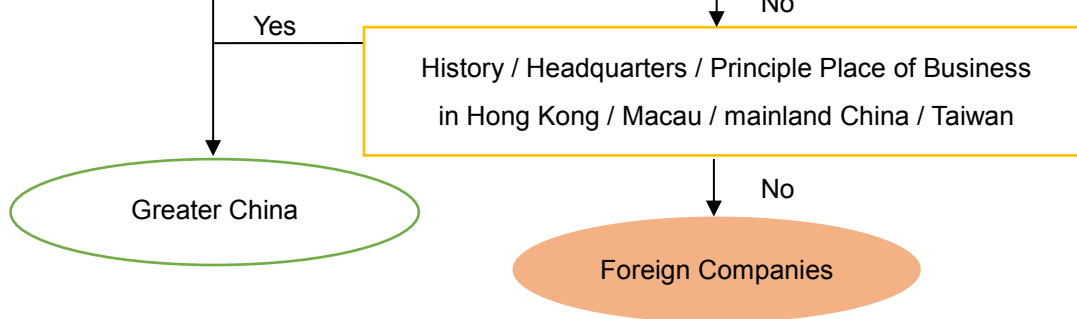 No
Yes
History / Headquarters / Principle Place of Business
in Hong Kong / Macau / mainland China / Taiwan
No
Greater China
Foreign Companies